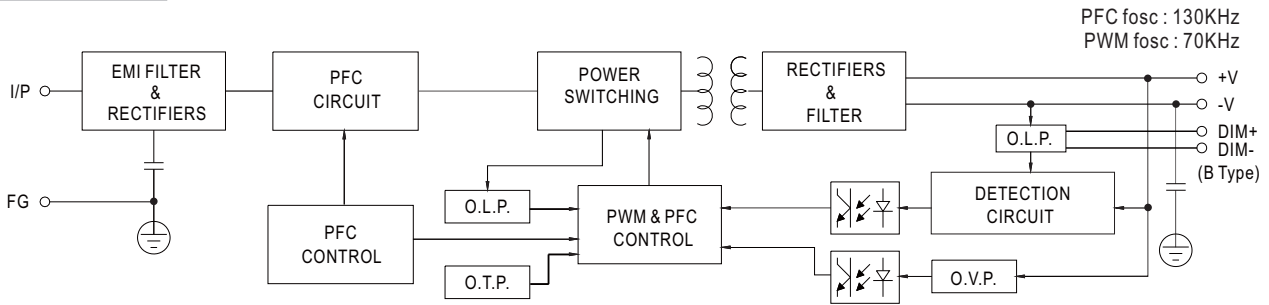 PFC fosc : 130KHz
PWM fosc : 70KHz
I/P
EMI FILTER
&
RECTIFIERS
PFC
CIRCUIT
POWER
SWITCHING
RECTIFIERS
&
FILTER
+V
-V
O.L.P.
DIM+
DIM-
(B Type)
FG
O.L.P.
PFC
CONTROL
PWM & PFC
CONTROL
DETECTION
CIRCUIT
O.T.P.
O.V.P.